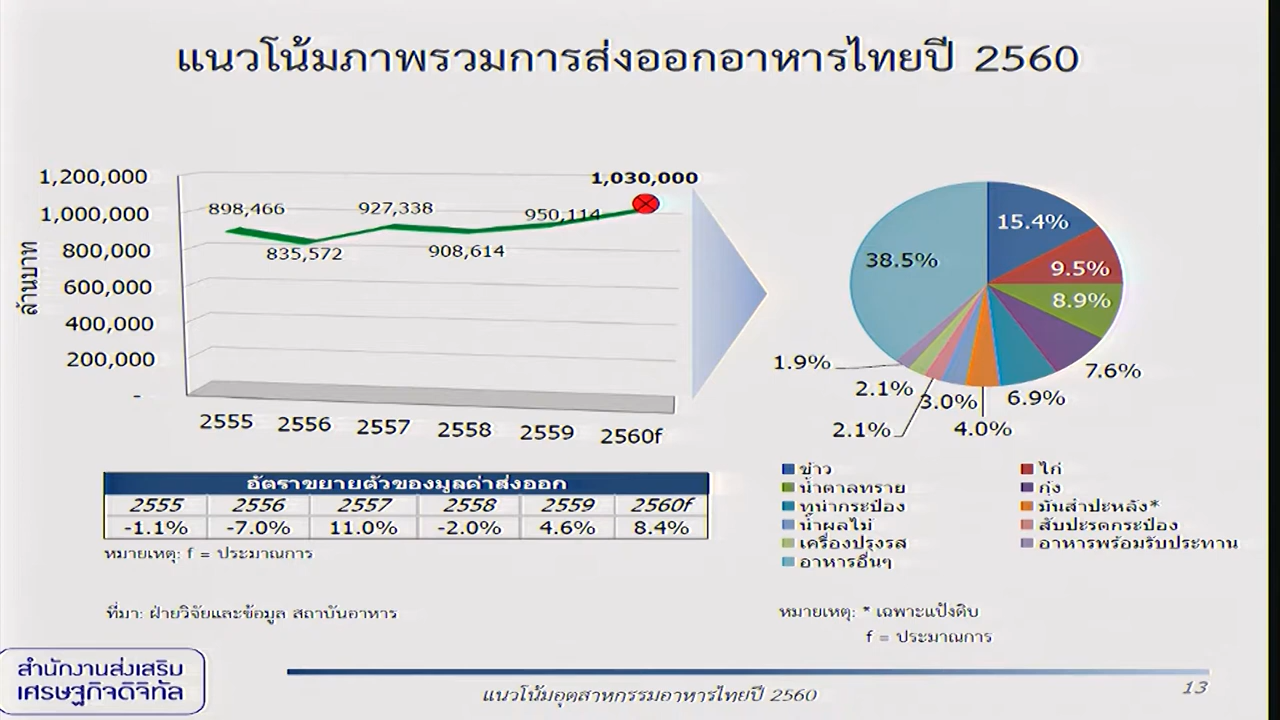 แนวโน้มภาพรวมการส่งออกอาหารไทยปี 2560
ล้านบาท
1,200,000
1,000,000
800,000
600,000
400,000
200,000
-
898,466
835,572
927,338
908,614
950,114
1,030,000
2555 2556 2557 2558 2559 2560f
อัตราขยายตัวของมูลค่าส่งออก
2555 2556 2557 2558 2559 2560f
-1.1% -7.0% 11.0% -2.0% 4.6% 8.4%
หมายเหตุ: f = ประมาณการ
ที่มา: ฝ่ายวิจัยและข้อมูล สถาบันอาหาร
15.4%
9.5%
8.9%
7.6%
6.9%
4.0%
3.0%
2.1%
2.1%
1.9%
38.5%
ข้าว ไก่
น้ำตาลทราย กุ้ง
ทูน่ากระป๋อง มันสำปะหลัง*
น้ำผลไม้ สับปะรดกระป๋อง
เครื่องปรุงรส อาหารพร้อมรับประทาน
อาหารอื่นๆ
หมายเหตุ: * เฉพาะแป้งดิบ
f = ประมาณการ
สำนักงานส่งเสริม
เศรษฐกิจดิจิทัล
แนวโน้มอุตสาหกรรมอาหารไทยปี 2560
13